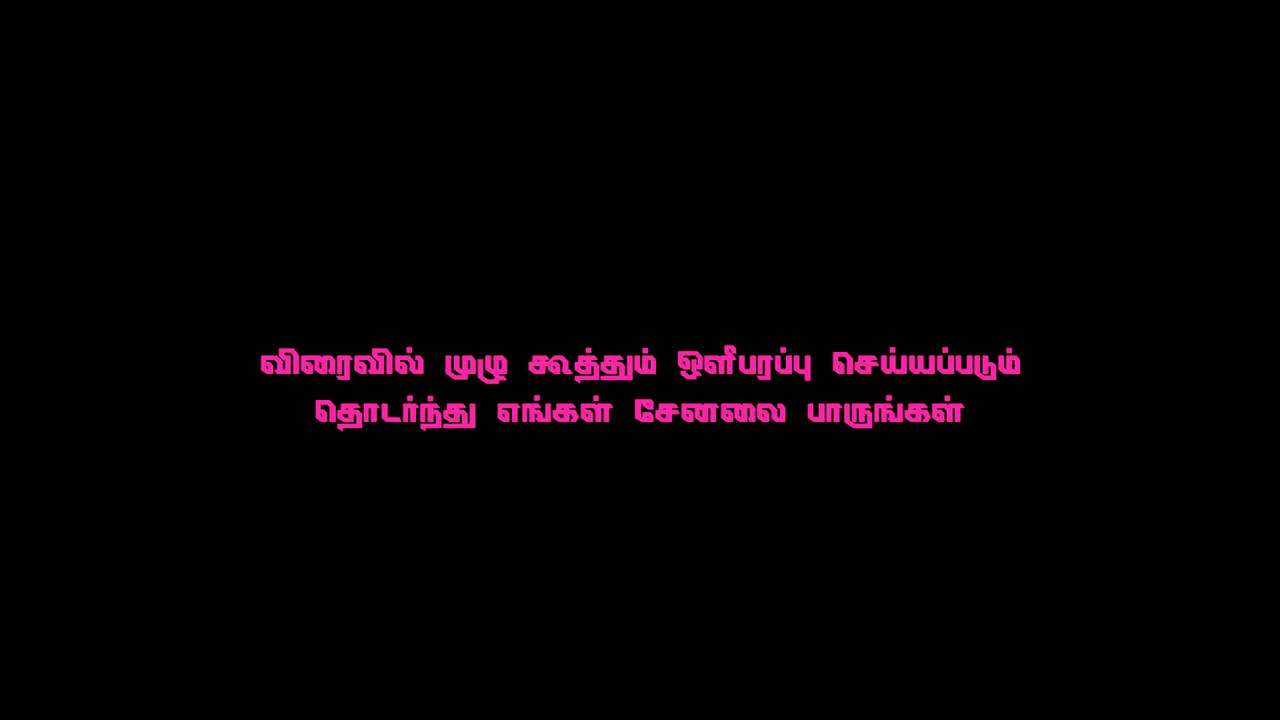 விரைவில் முழு கூத்தும் ஒளீபரப்பு செய்யப்படும்
தொடர்ந்து எங்கள் சேனலை பாருங்கள்